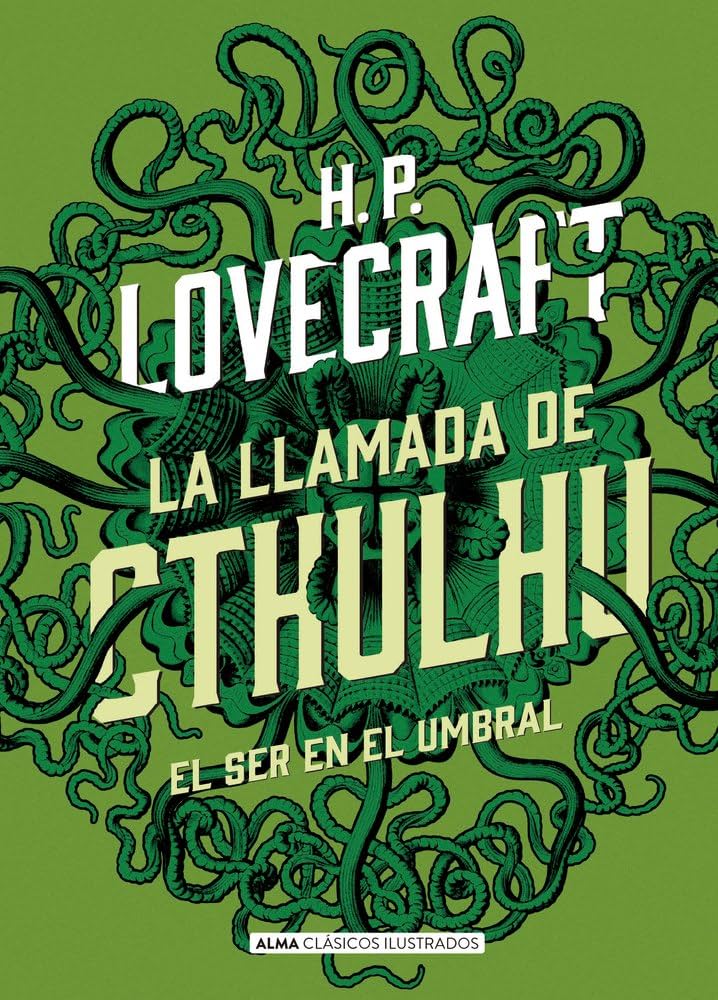 H. P.
LOVECRAFT
LA LLAMADA DE
CTHULHU
EL SER EN EL UMBRAL
ALMA CLÁSICOS ILUSTRADOS